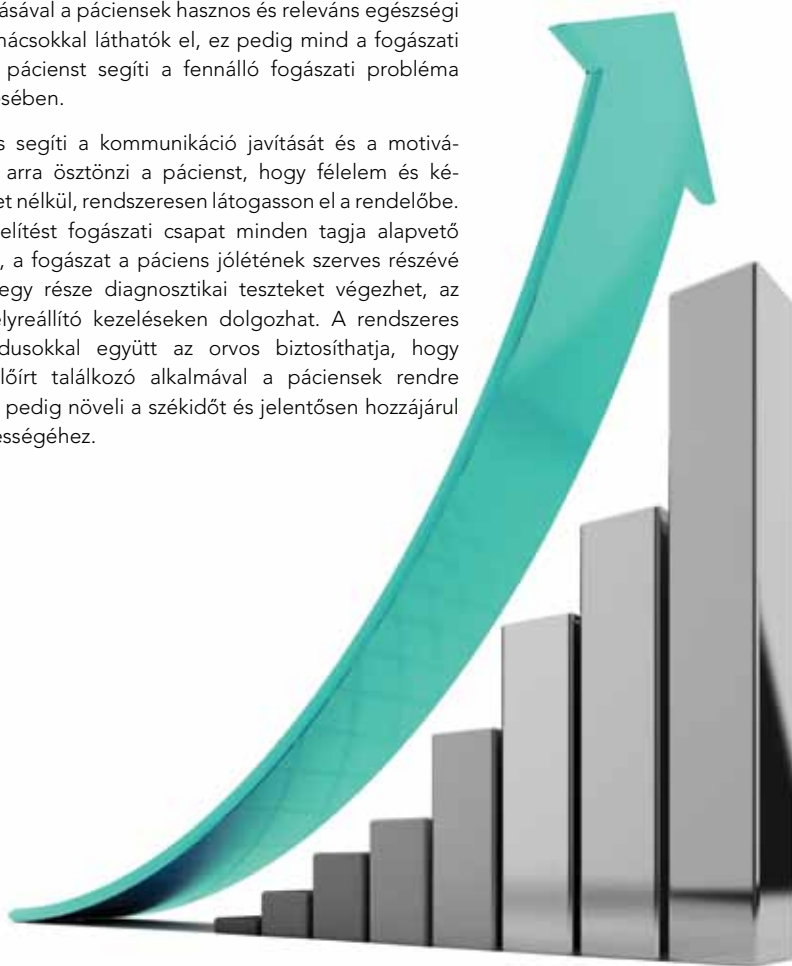 ásával a páciensek hasznos és releváns egészségi
nácsokkal láthatók el, ez pedig mind a fogászati
pácienst segíti a fennálló fogászati probléma
ésében.
s segíti a kommunikáció javítását és a motivá-
arra ösztönzi a pácienst, hogy félelem és ké-
et nélkül, rendszeresen látogasson el a rendelőbe.
elítést fogászati csapat minden tagja alapvető
, a fogászat a páciens jólétének szerves részévé
egy része diagnosztikai teszteket végezhet, az
elyreállító kezeléseken dolgozhat. A rendszeres
dusokkal együtt az orvos biztosíthatja, hogy
lőírt találkozó alkalmával a páciensek rendre
pedig növeli a székidőt és jelentősen hozzájárul
ességéhez.